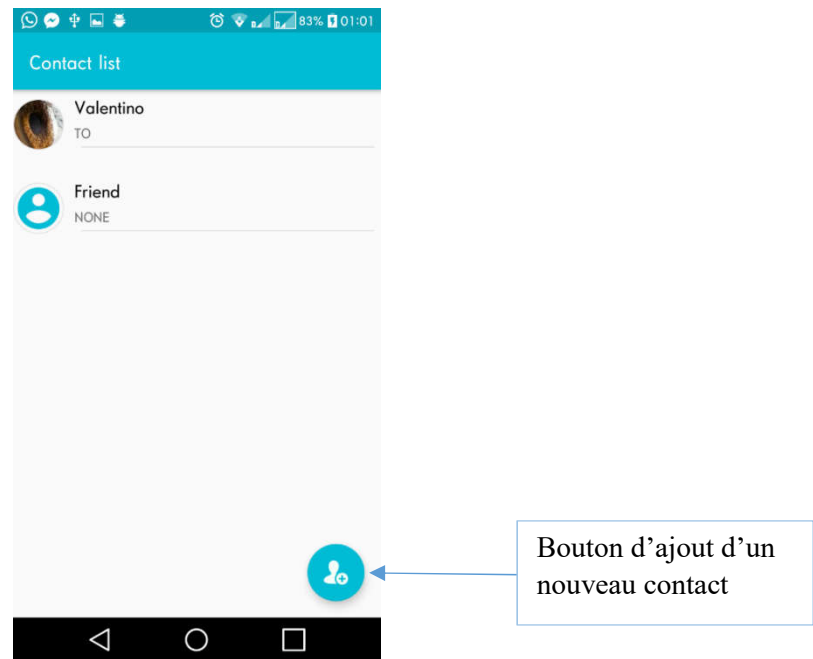 83% 01:01
Contact list
Valentino
TO
Friend
NONE
Bouton d’ajout d’un
nouveau contact